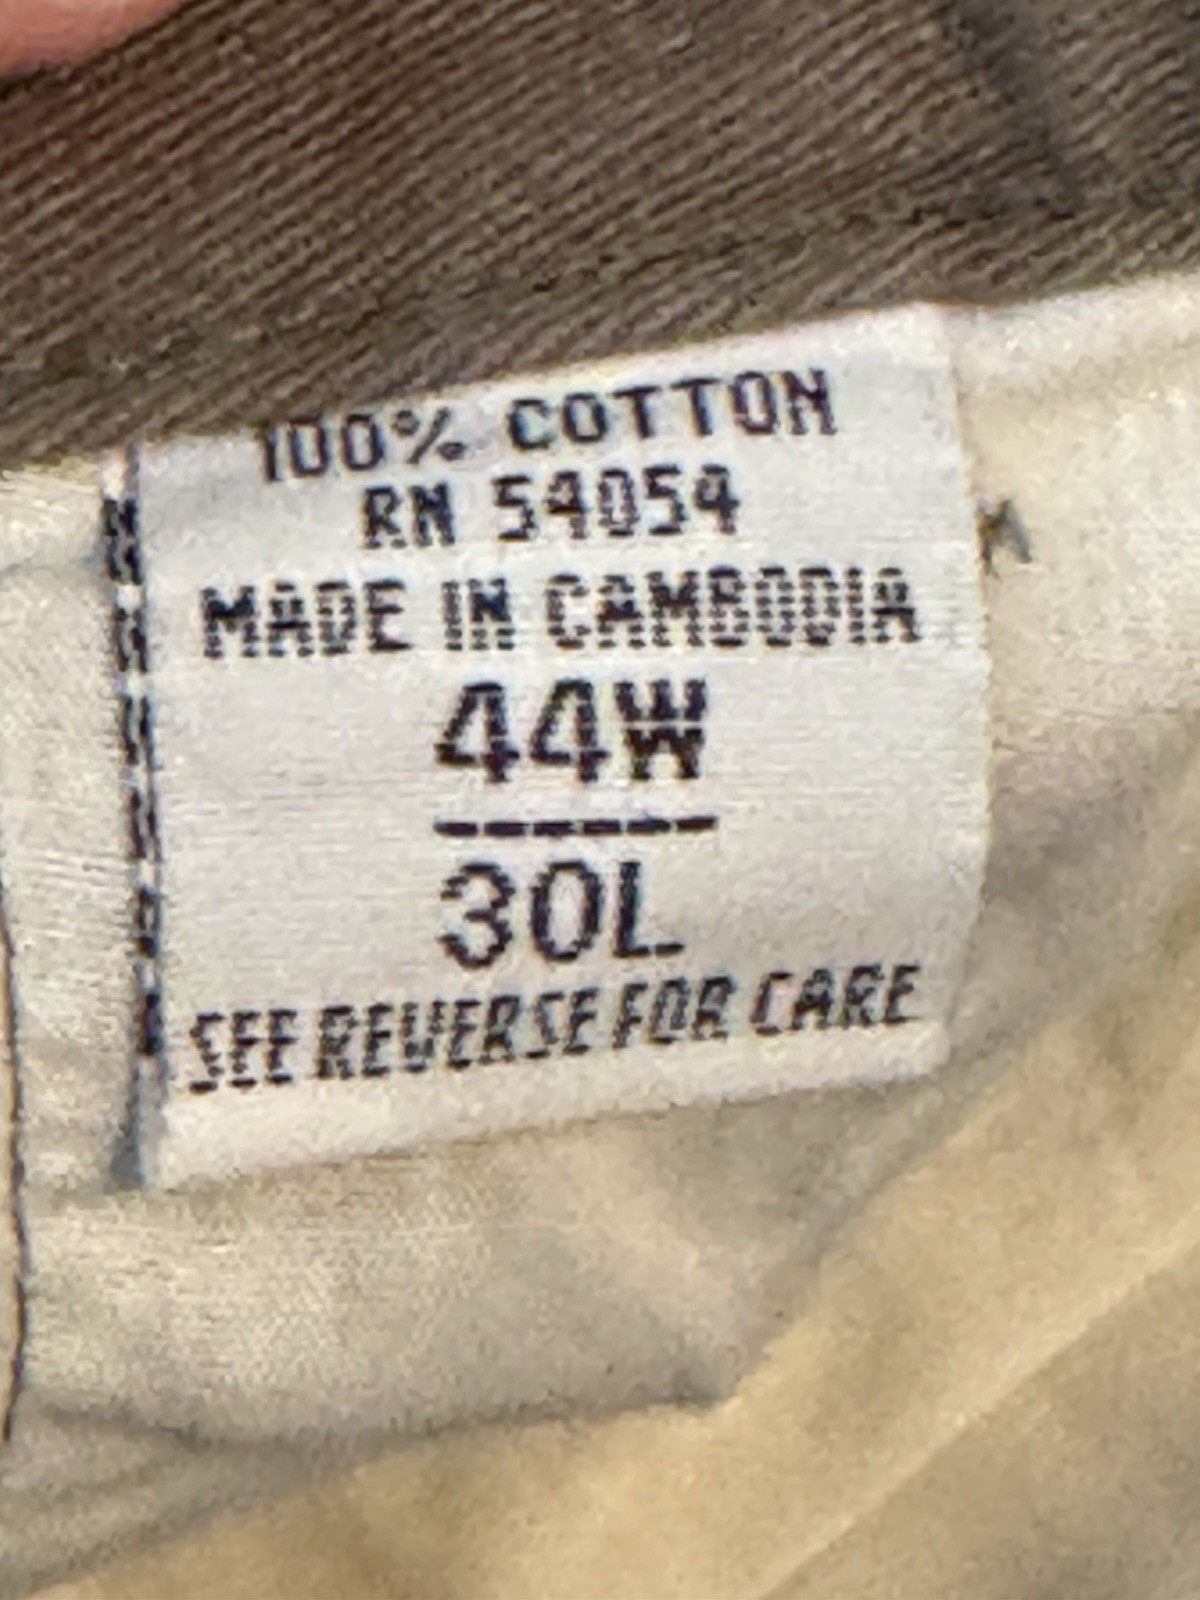 100% COTTON
RN 54054
MADE IN CAMBODIA
44W
30L
SEE REVERSE FOR CARE